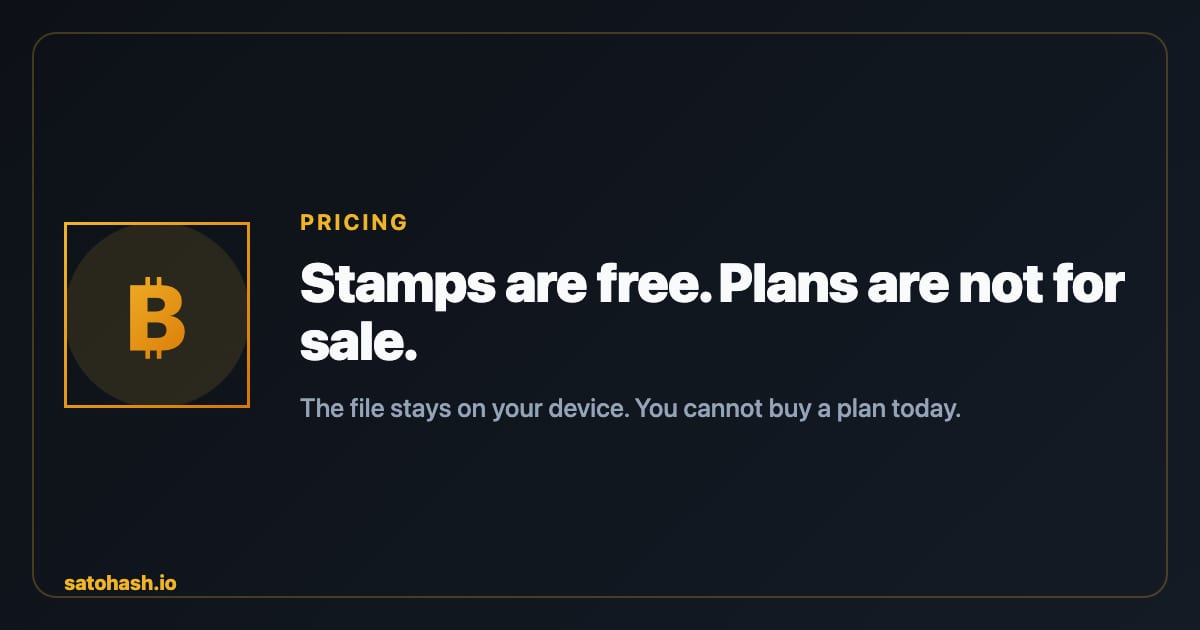 PRICING
Stamps are free. Plans are not for
sale.
The file stays on your device. You cannot buy a plan today.
satohash.io